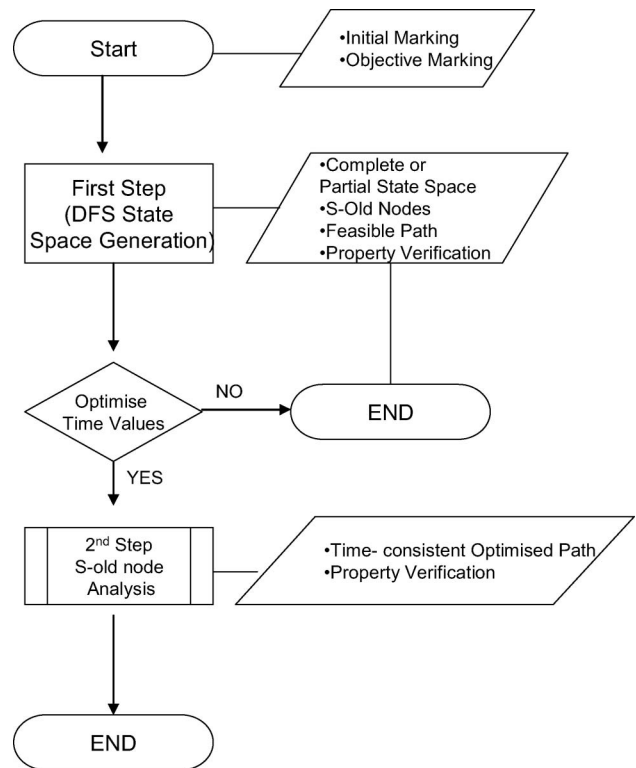 Start
•Initial Marking
•Objective Marking
First Step
(DFS State
Space Generation)
•Complete or
Partial State Space
•S-Old Nodes
•Feasible Path
•Property Verification
Optimise
Time Values
NO
END
YES
2nd Step
S-old node
Analysis
•Time- consistent Optimised Path
•Property Verification
END